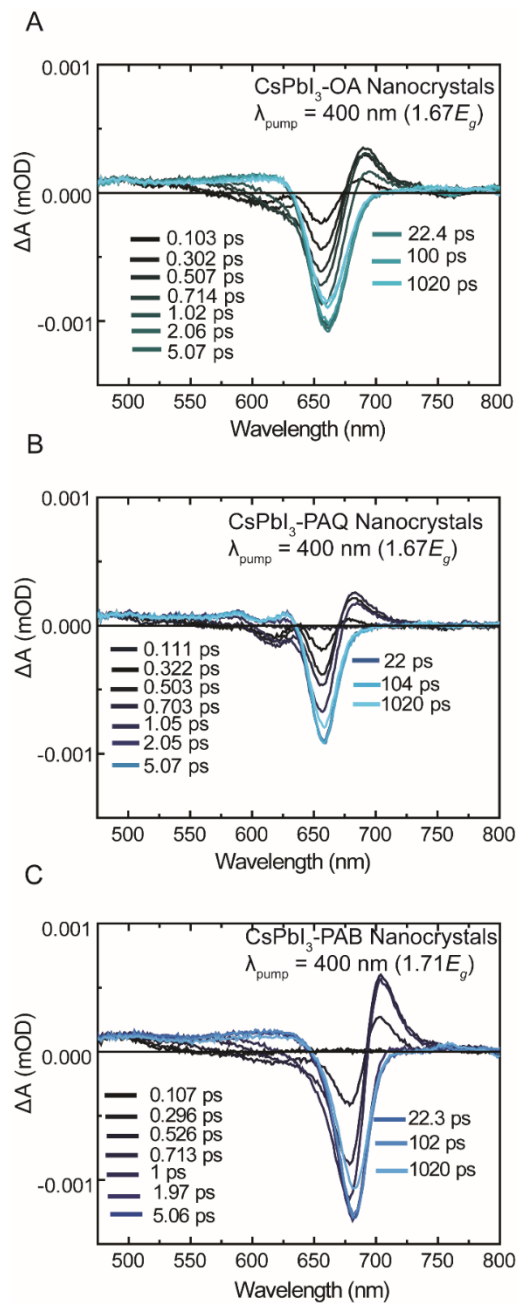 A
0.001
CsPbI₃-OA Nanocrystals
λpump = 400 nm (1.67Eg)
ΔA (mOD)
0.000
0.103 ps
0.302 ps
0.507 ps
0.714 ps
1.02 ps
2.06 ps
5.07 ps
22.4 ps
100 ps
1020 ps
-0.001
500 550 600 650 700 750 800
Wavelength (nm)
B
0.001
CsPbI₃-PAQ Nanocrystals
λpump = 400 nm (1.67Eg)
ΔA (mOD)
0.000
0.111 ps
0.322 ps
0.503 ps
0.703 ps
1.05 ps
2.05 ps
5.07 ps
22 ps
104 ps
1020 ps
-0.001
500 550 600 650 700 750 800
Wavelength (nm)
C
0.001
CsPbI₃-PAB Nanocrystals
λpump = 400 nm (1.71Eg)
ΔA (mOD)
0.000
0.107 ps
0.296 ps
0.526 ps
0.713 ps
1 ps
1.97 ps
5.06 ps
22.3 ps
102 ps
1020 ps
-0.001
500 550 600 650 700 750 800
Wavelength (nm)